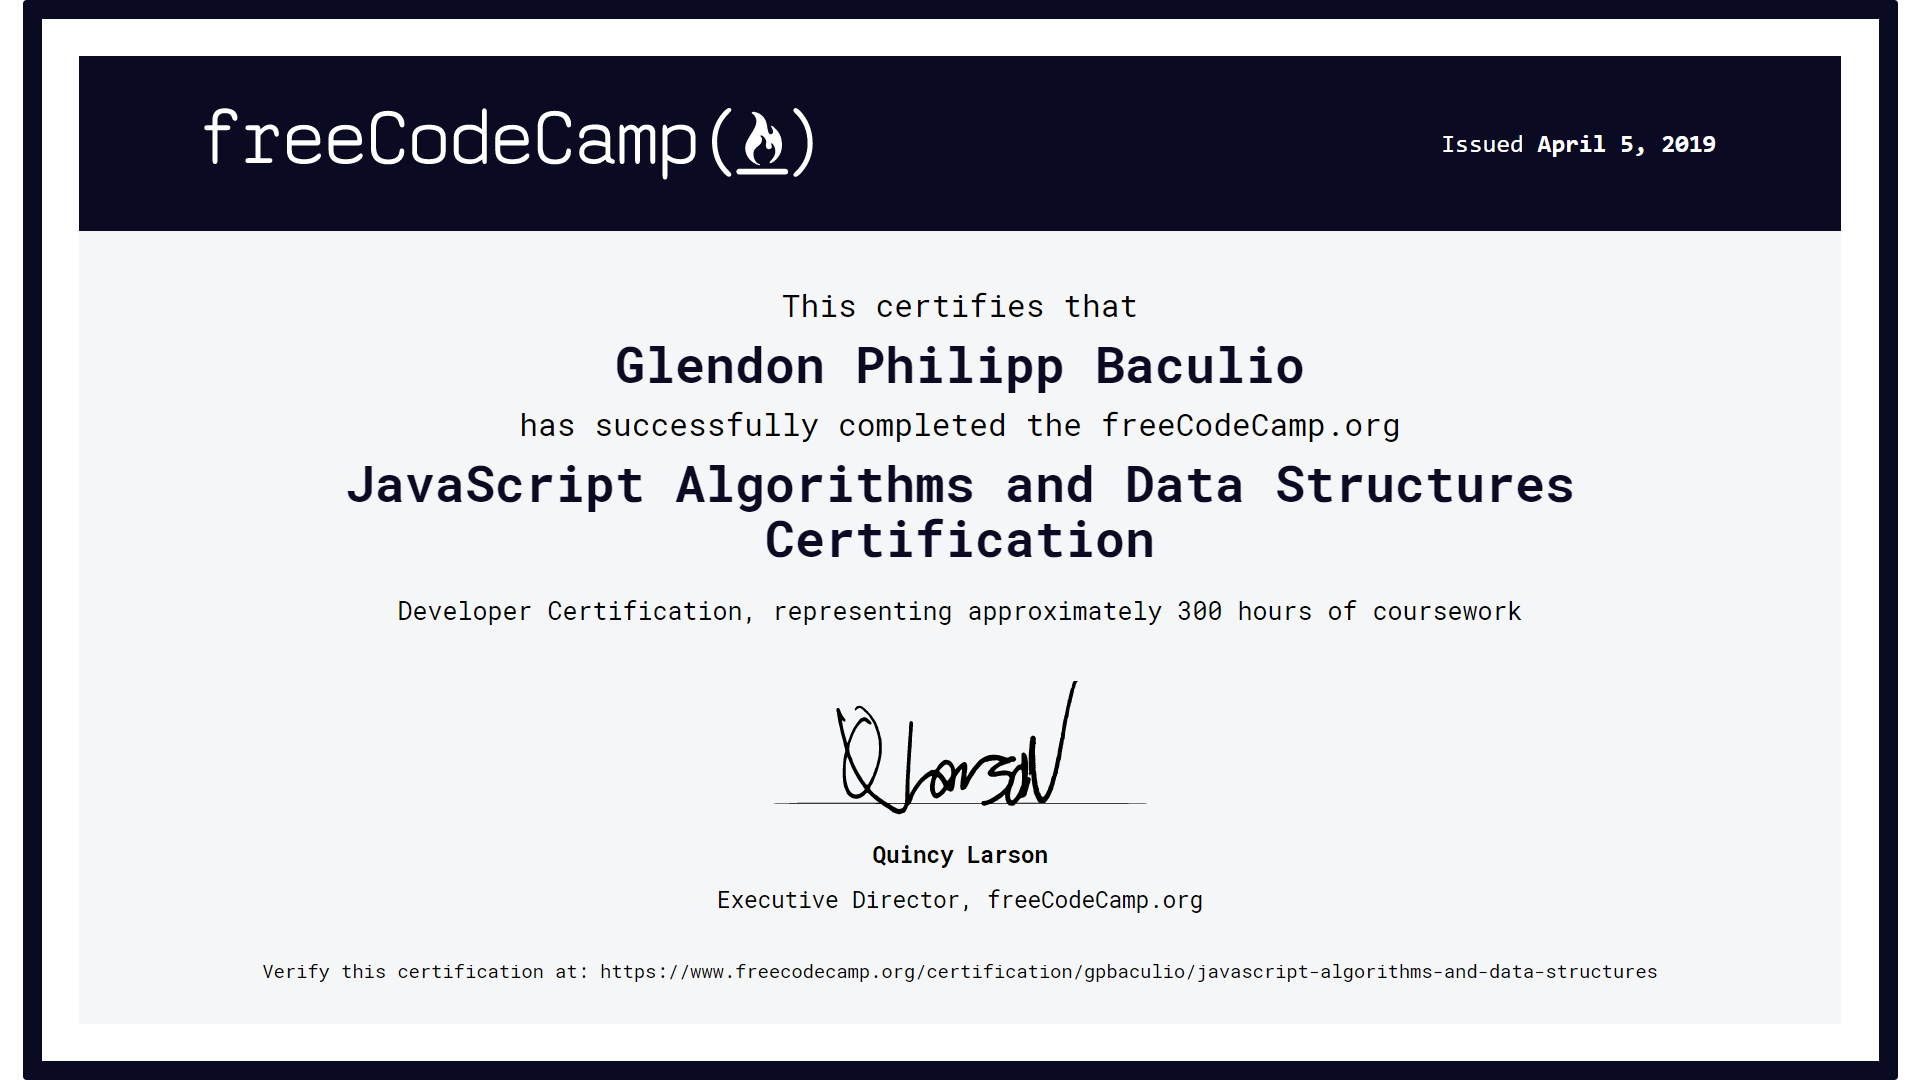 freeCodeCamp()
Issued April 5, 2019
This certifies that
Glendon Philipp Baculio
has successfully completed the freeCodeCamp.org
JavaScript Algorithms and Data Structures
Certification
Developer Certification, representing approximately 300 hours of coursework
Q Larson
Quincy Larson
Executive Director, freeCodeCamp.org
Verify this certification at: https://www.freecodecamp.org/certification/gpbaculio/javascript-algorithms-and-data-structures